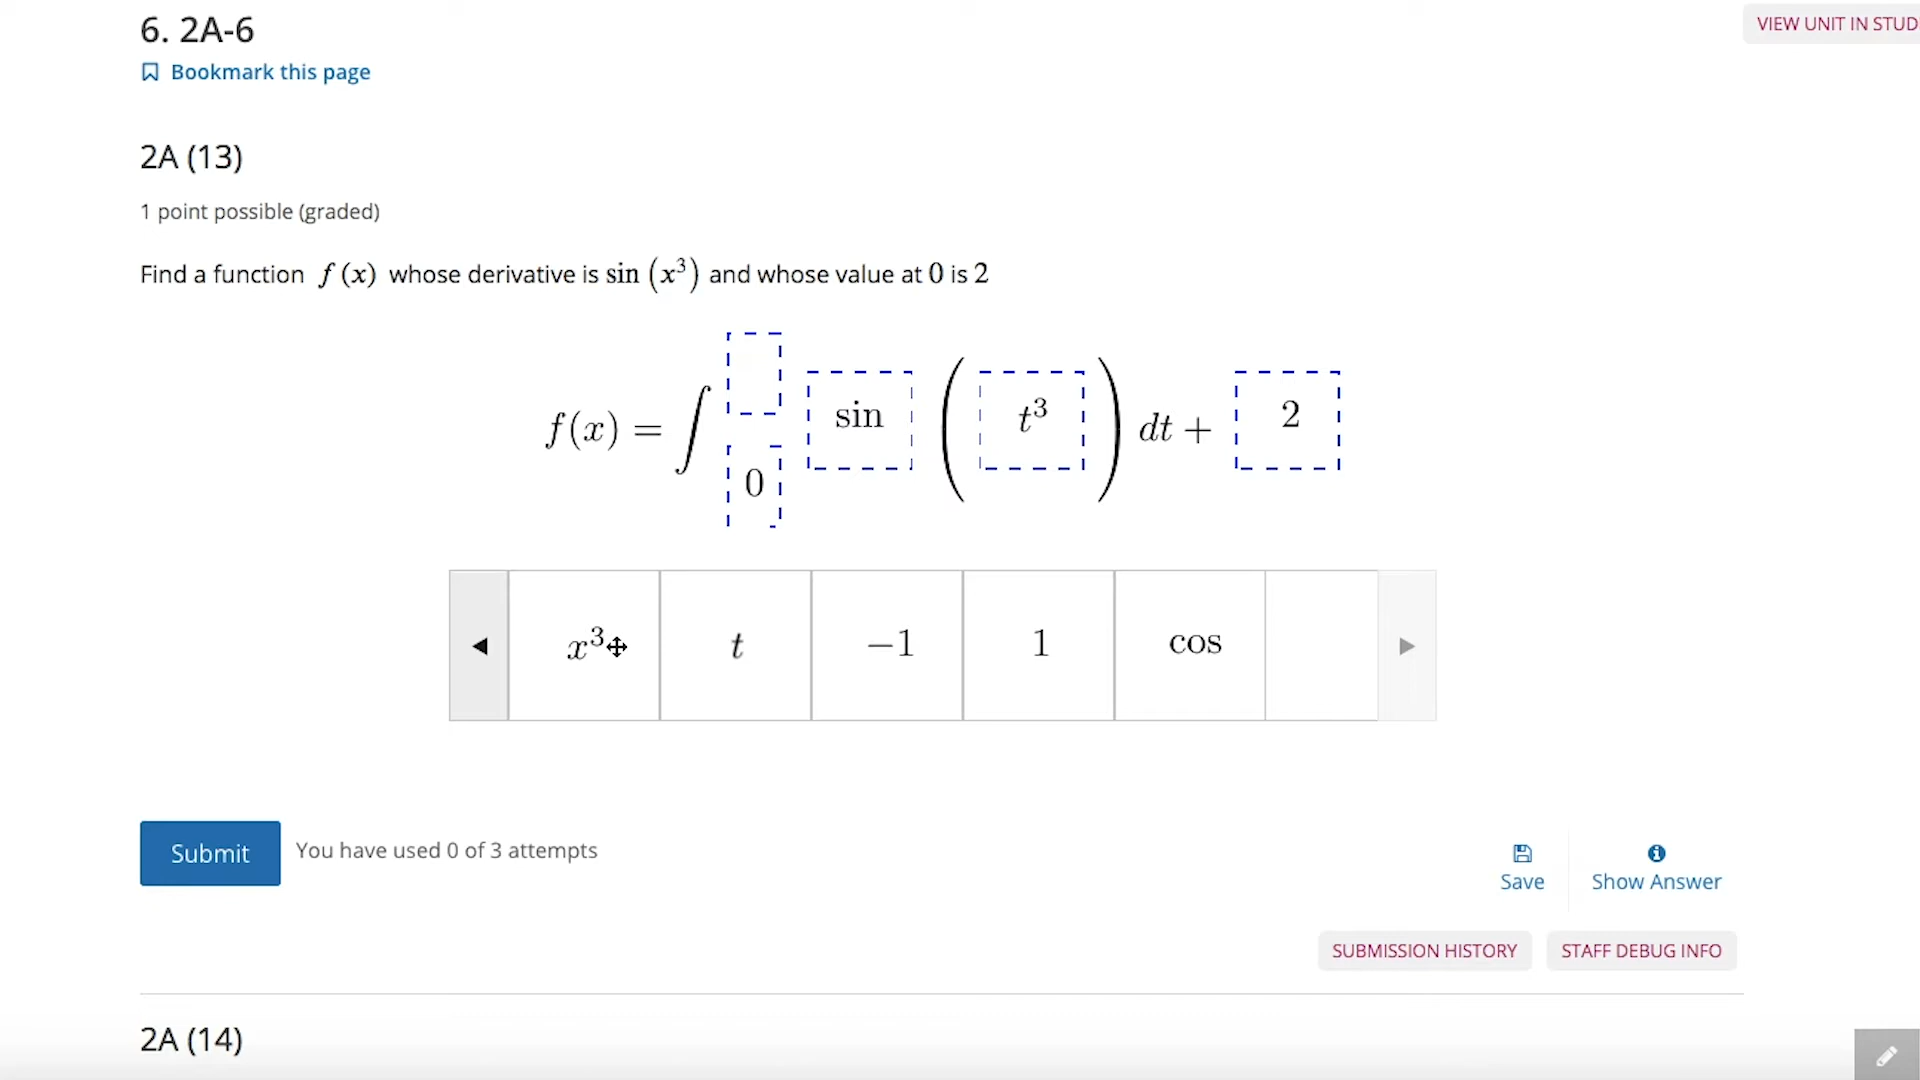 6. 2A-6
VIEW UNIT IN STUD
Bookmark this page
2A (13)
1 point possible (graded)
Find a function f (x) whose derivative is sin (x³) and whose value at 0 is 2
f(x) = ∫ 0 sin ( t³ ) dt + 2
x³ t −1 1 cos
Submit You have used 0 of 3 attempts
Save Show Answer
SUBMISSION HISTORY STAFF DEBUG INFO
2A (14)